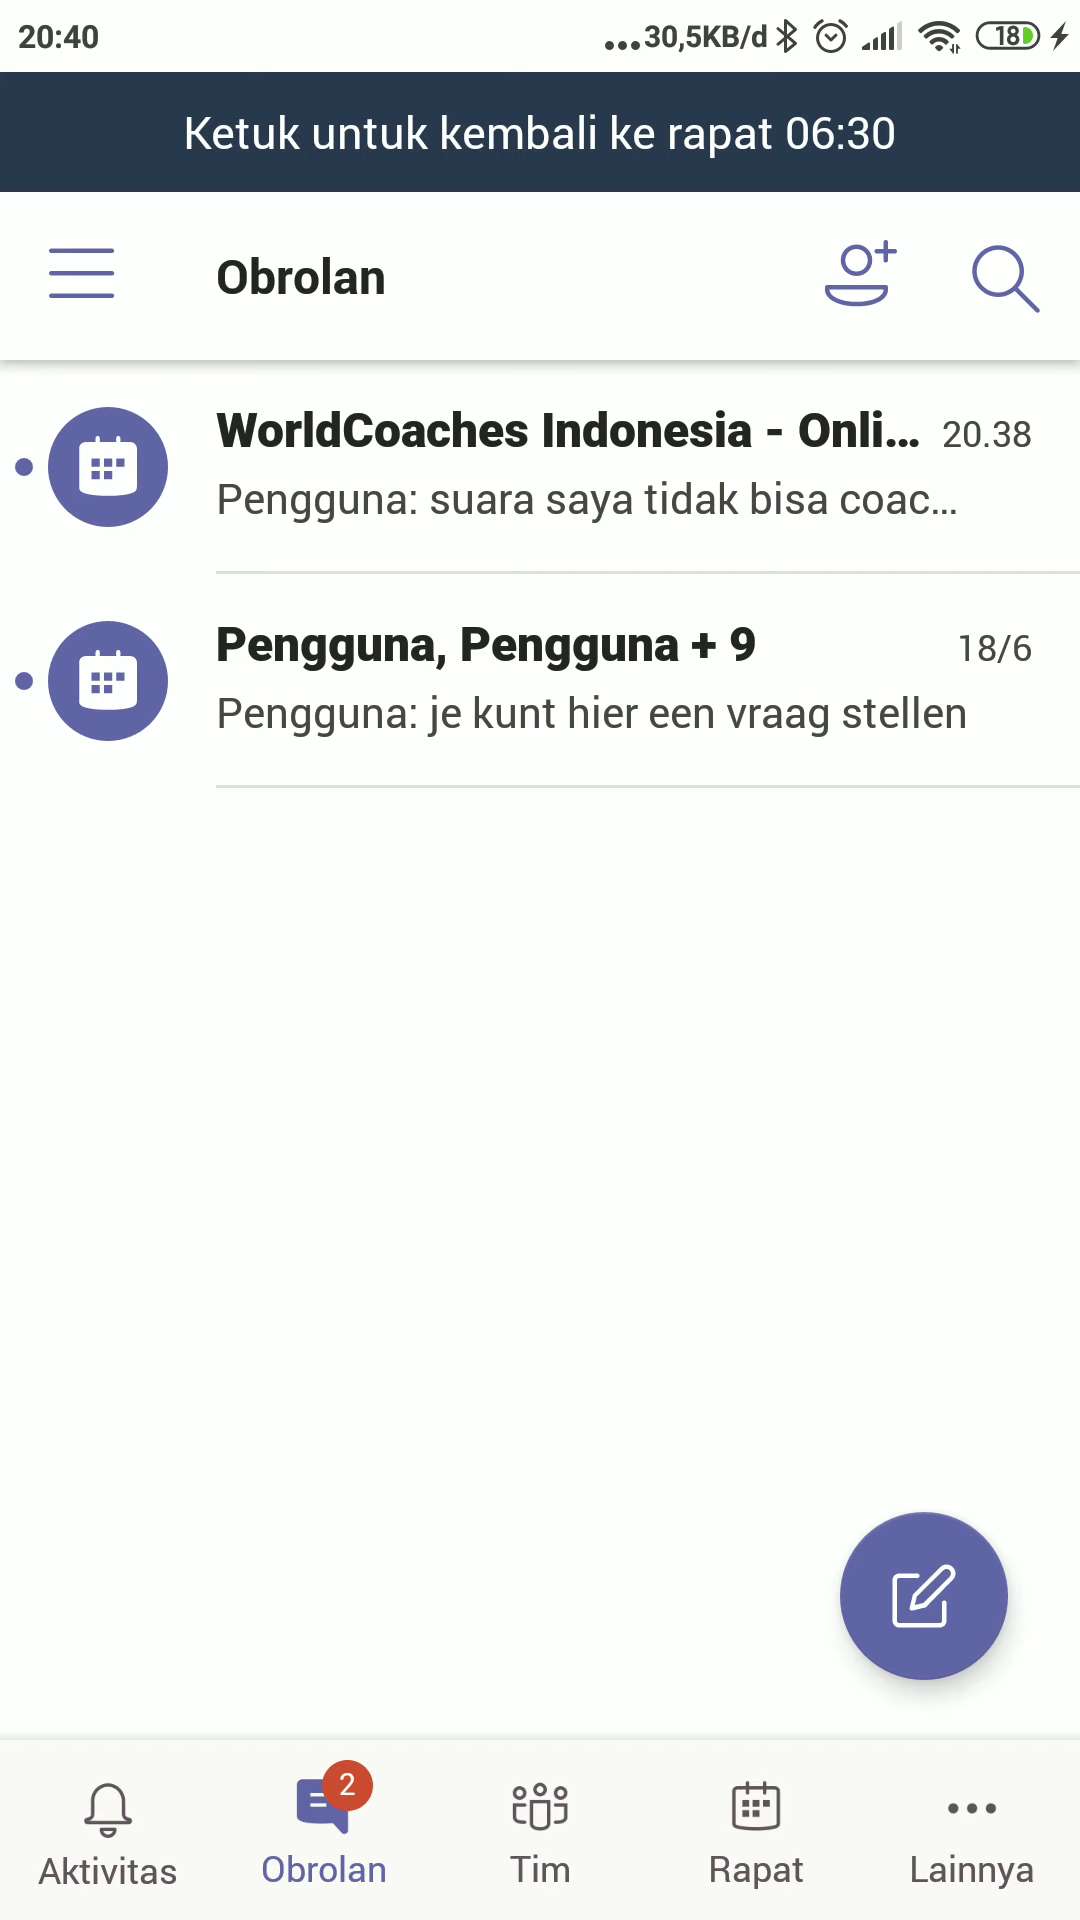 20:40
...30,5KB/d 18
Ketuk untuk kembali ke rapat 06:30
Obrolan
WorldCoaches Indonesia - Onli... 20.38
Pengguna: suara saya tidak bisa coac...
Pengguna, Pengguna + 9 18/6
Pengguna: je kunt hier een vraag stellen
2
Aktivitas Obrolan Tim Rapat Lainnya